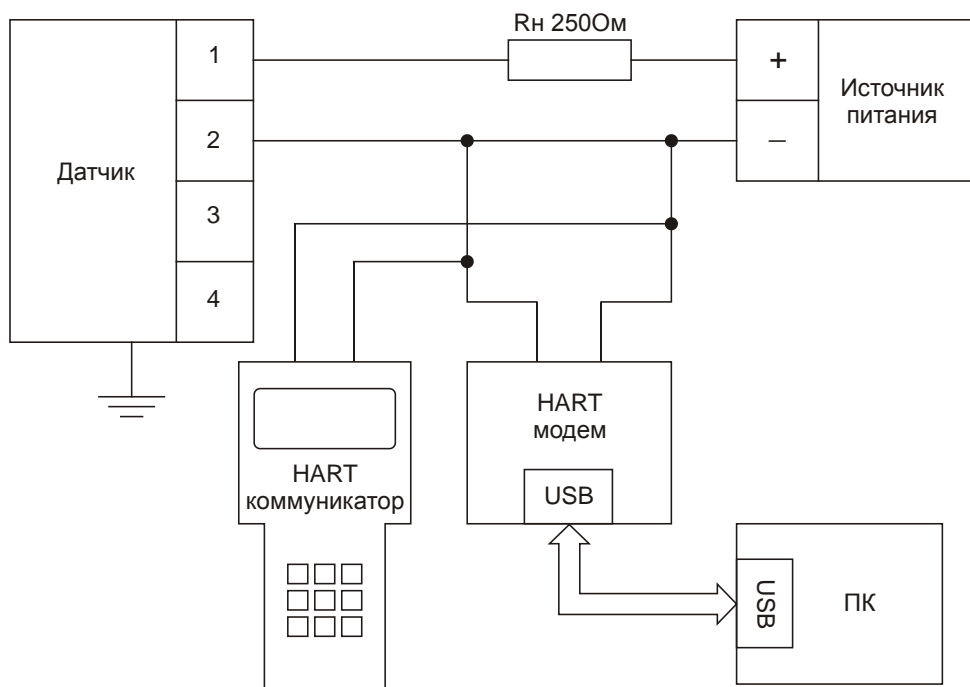 Rн 250Ом
1
2
3
4
Датчик
+
–
Источник
питания
HART
коммуникатор
HART
модем
USB
USB
ПК